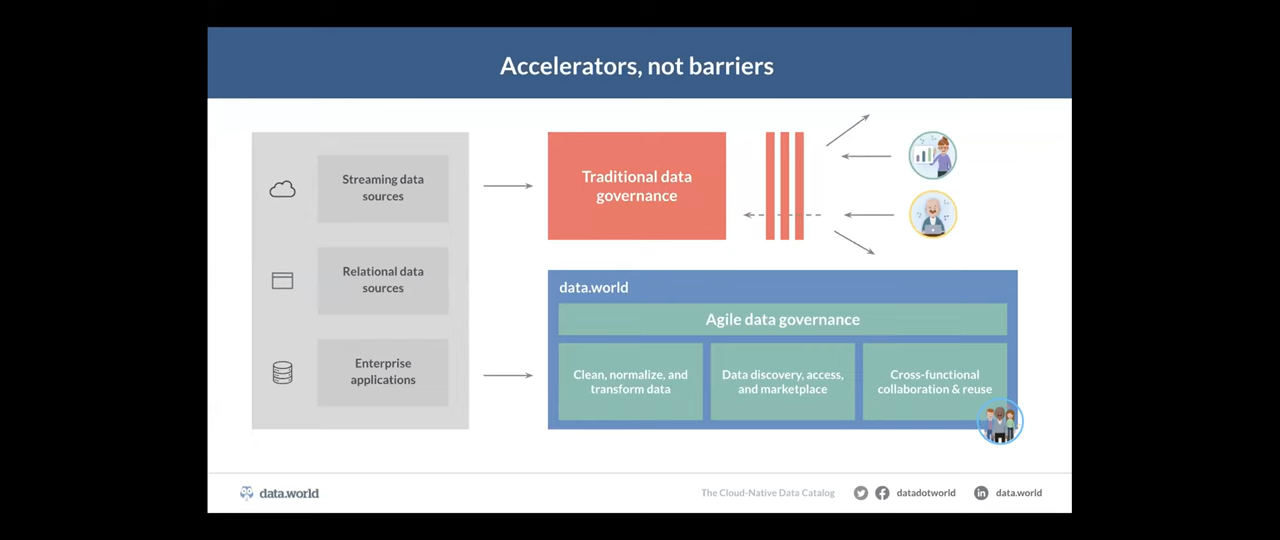 Accelerators, not barriers
Streaming data
sources
Relational data
sources
Enterprise
applications
Traditional data
governance
data.world
Agile data governance
Clean, normalize, and
transform data
Data discovery, access,
and marketplace
Cross-functional
collaboration & reuse
data.world
The Cloud-Native Data Catalog
datadotworld
data.world